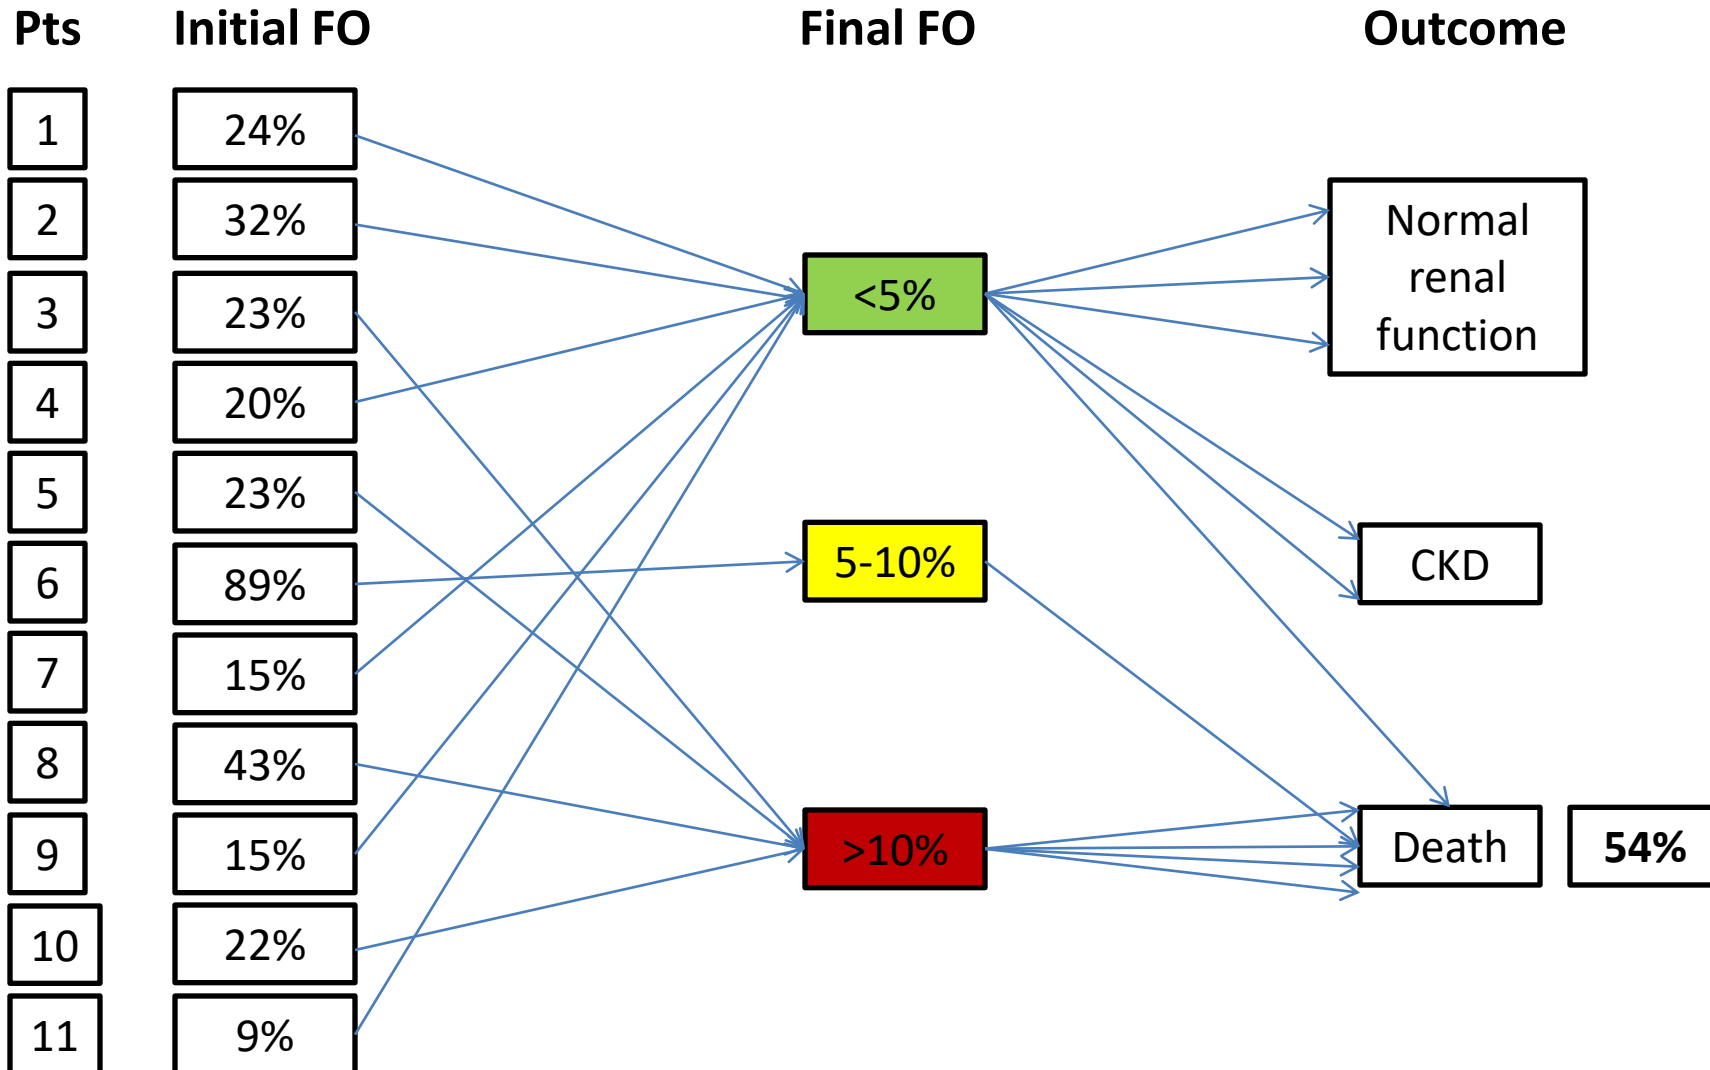 Pts Initial FO Final FO Outcome
1 24%
2 32%
Normal
renal
function
3 23%
<5%
4 20%
5 23%
6 89%
5-10%
CKD
7 15%
8 43%
9 15%
>10%
Death 54%
10 22%
11 9%